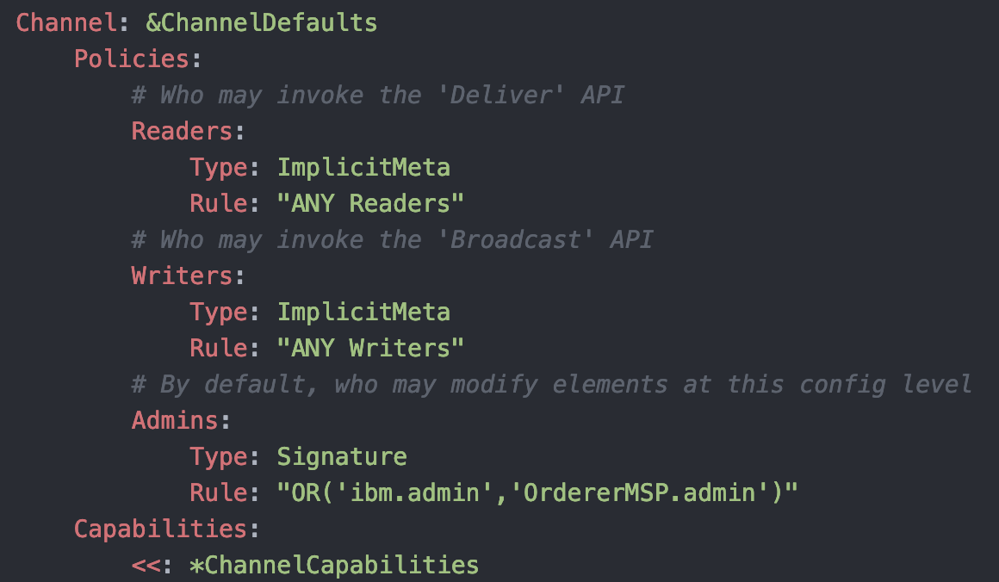 Channel: &ChannelDefaults
    Policies:
        # Who may invoke the 'Deliver' API
        Readers:
            Type: ImplicitMeta
            Rule: "ANY Readers"
        # Who may invoke the 'Broadcast' API
        Writers:
            Type: ImplicitMeta
            Rule: "ANY Writers"
        # By default, who may modify elements at this config level
        Admins:
            Type: Signature
            Rule: "OR('ibm.admin','OrdererMSP.admin')"
    Capabilities:
        <<: *ChannelCapabilities